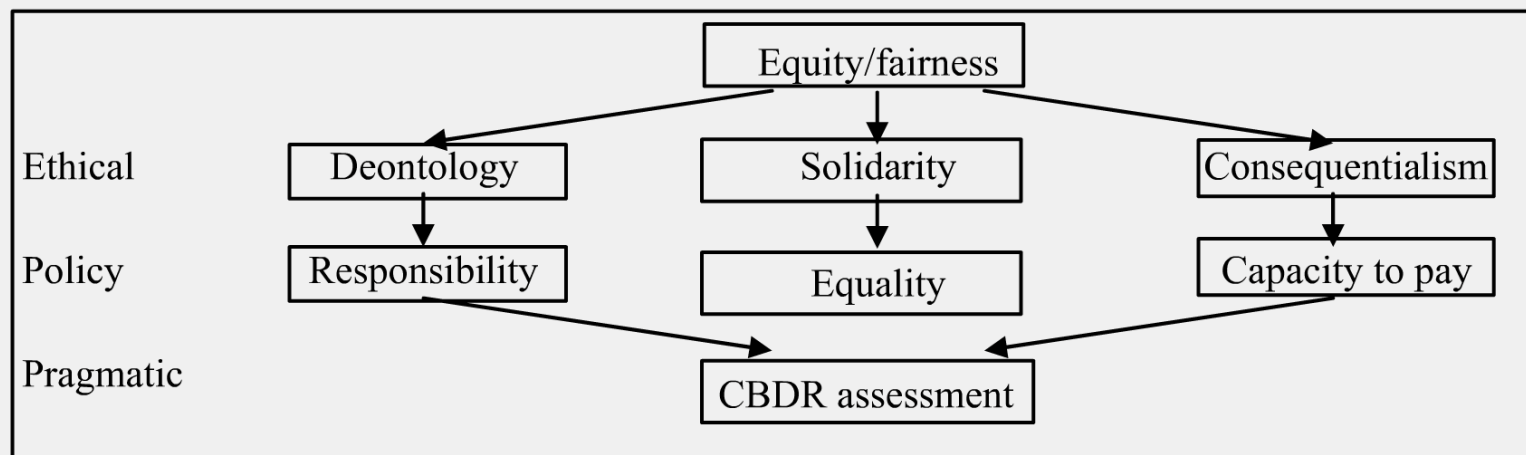 Equity/fairness
Ethical Deontology Solidarity Consequentialism
Policy Responsibility Equality Capacity to pay
Pragmatic CBDR assessment